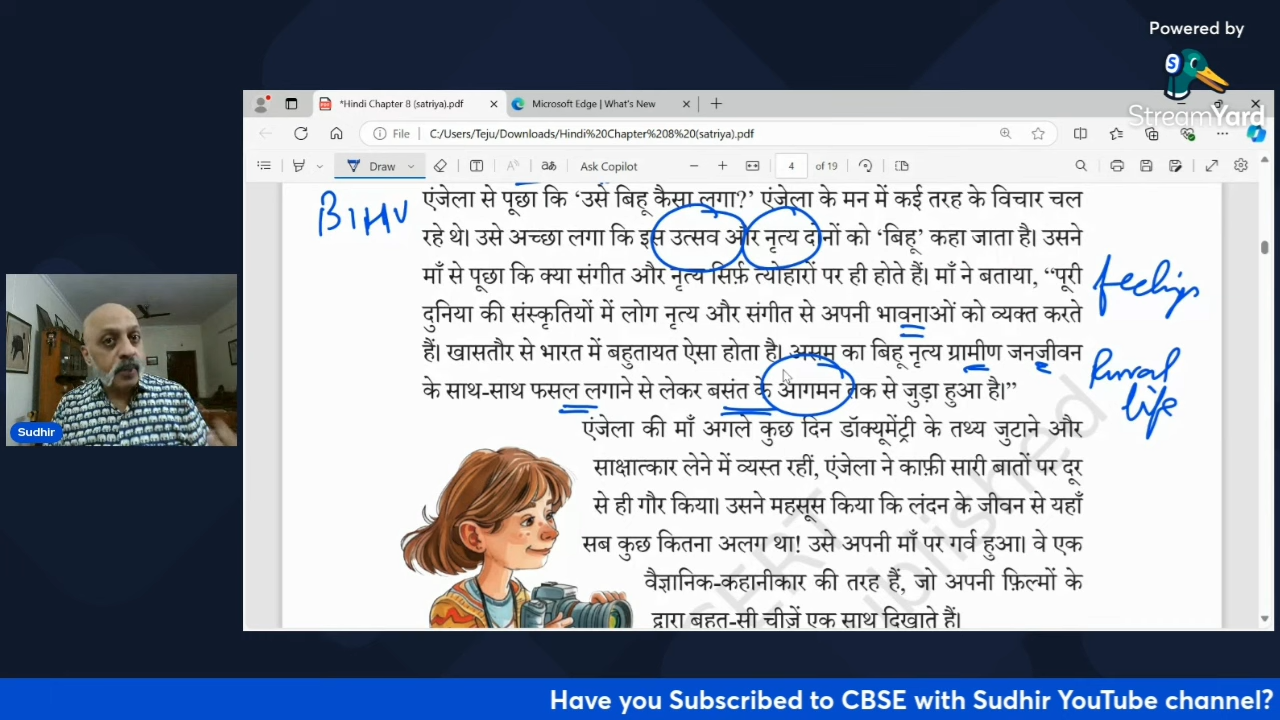 Powered by
S
StreamYard
*Hindi Chapter 8 (satriya).pdf
Microsoft Edge | What's New
File
C:/Users/Teju/Downloads/Hindi%20Chapter%208%20(satriya).pdf
Draw
Ask Copilot
4 of 19
एंजेला से पूछा कि ‘उसे बिहू कैसा लगा?’ एंजेला के मन में कई तरह के विचार चल
BIHU
रहे थे। उसे अच्छा लगा कि इस उत्सव और नृत्य दोनों को ‘बिहू’ कहा जाता है। उसने
माँ से पूछा कि क्या संगीत और नृत्य सिर्फ़ त्योहारों पर ही होते हैं। माँ ने बताया, “पूरी
feelings
दुनिया की संस्कृतियों में लोग नृत्य और संगीत से अपनी भावनाओं को व्यक्त करते
हैं। खासतौर से भारत में बहुतायत ऐसा होता है। असम का बिहू नृत्य ग्रामीण जनजीवन
Rural
के साथ-साथ फसल लगाने से लेकर बसंत के आगमन तक से जुड़ा हुआ है।”
life
एंजेला की माँ अगले कुछ दिन डॉक्यूमेंट्री के तथ्य जुटाने और
साक्षात्कार लेने में व्यस्त रहीं, एंजेला ने काफ़ी सारी बातों पर दूर
से ही गौर किया। उसने महसूस किया कि लंदन के जीवन से यहाँ
सब कुछ कितना अलग था! उसे अपनी माँ पर गर्व हुआ। वे एक
वैज्ञानिक-कहानीकार की तरह हैं, जो अपनी फ़िल्मों के
द्वारा बहुत-सी चीज़ें एक साथ दिखाते हैं।
Sudhir
Have you Subscribed to CBSE with Sudhir YouTube channel?